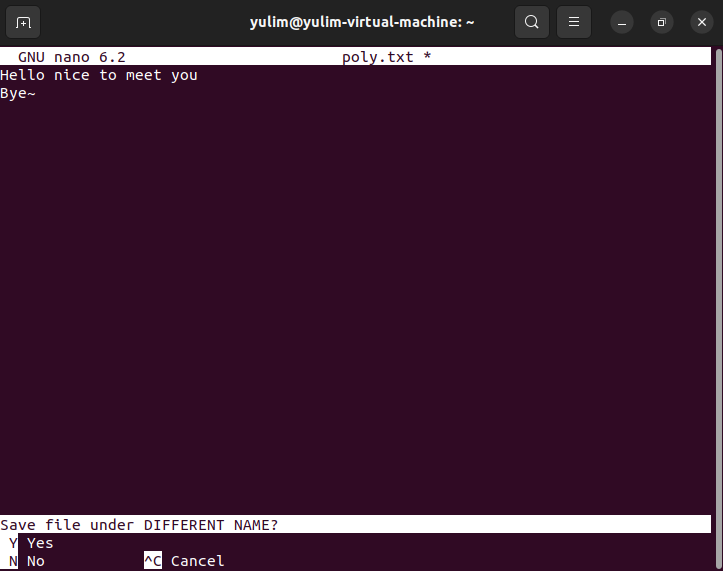 yulim@yulim-virtual-machine: ~
GNU nano 6.2 poly.txt *
Hello nice to meet you
Bye~
Save file under DIFFERENT NAME?
Y Yes
N No ^C Cancel